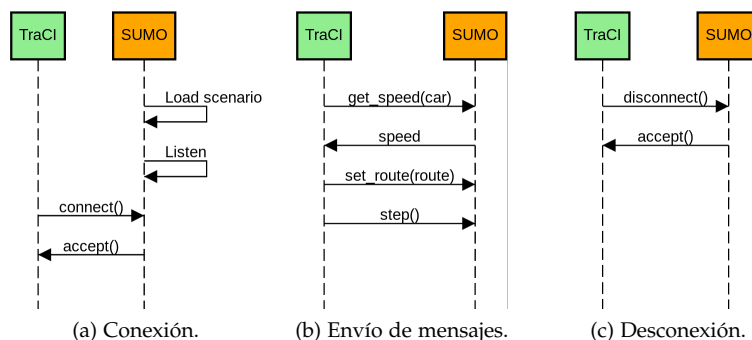 TraCI SUMO
Load scenario
Listen
connect()
accept()
(a) Conexión.
TraCI SUMO
get_speed(car)
speed
set_route(route)
step()
(b) Envío de mensajes.
TraCI SUMO
disconnect()
accept()
(c) Desconexión.